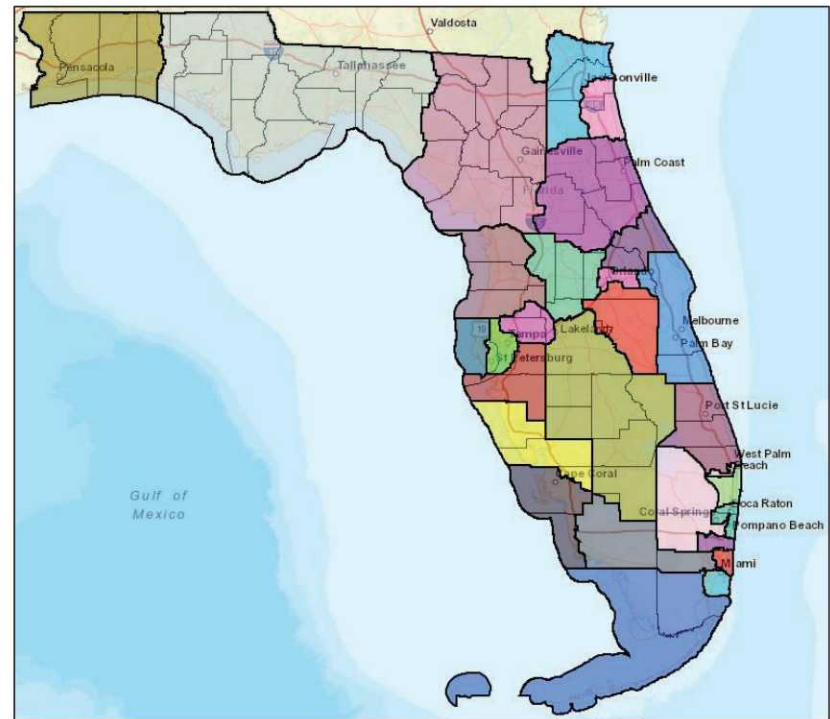 Valdosta
Pensacola
Tallahassee
Jacksonville
Gainesville
Palm Coast
Florida
Orlando
Melbourne
Palm Bay
Lakeland
Tampa
19
St Petersburg
Port St Lucie
West Palm
Beach
Cape Coral
Boca Raton
Coral Springs
Pompano Beach
Miami
Gulf of
Mexico